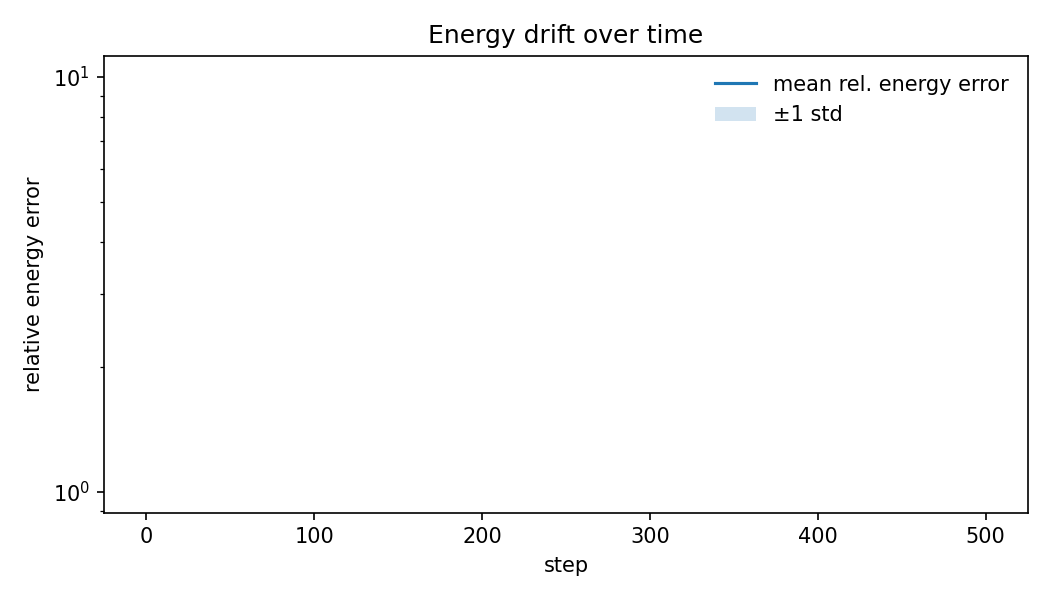 Energy drift over time
10¹
mean rel. energy error
±1 std
relative energy error
10⁰
0 100 200 300 400 500
step